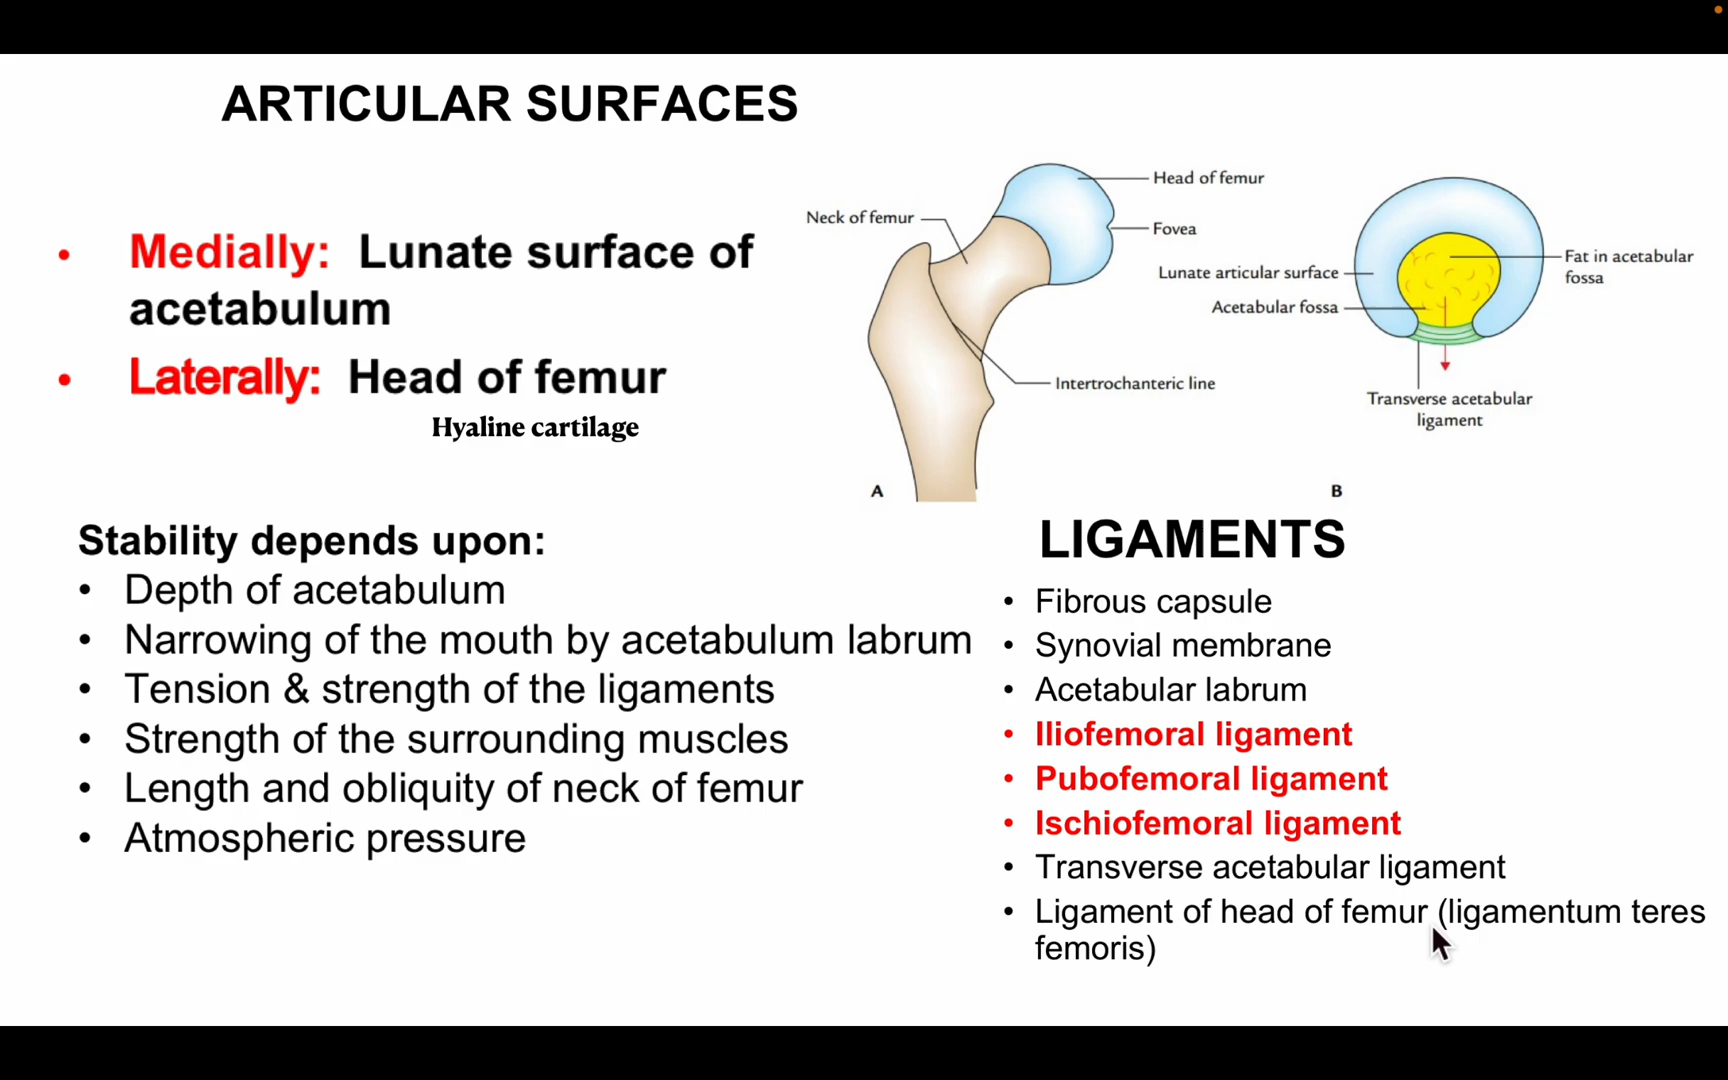 ARTICULAR SURFACES
• Medially: Lunate surface of
acetabulum
• Laterally: Head of femur
Hyaline cartilage
Neck of femur
Head of femur
Fovea
Intertrochanteric line
A
Lunate articular surface
Acetabular fossa
Fat in acetabular
fossa
Transverse acetabular
ligament
B
Stability depends upon:
• Depth of acetabulum
• Narrowing of the mouth by acetabulum labrum
• Tension & strength of the ligaments
• Strength of the surrounding muscles
• Length and obliquity of neck of femur
• Atmospheric pressure
LIGAMENTS
• Fibrous capsule
• Synovial membrane
• Acetabular labrum
• Iliofemoral ligament
• Pubofemoral ligament
• Ischiofemoral ligament
• Transverse acetabular ligament
• Ligament of head of femur (ligamentum teres
femoris)